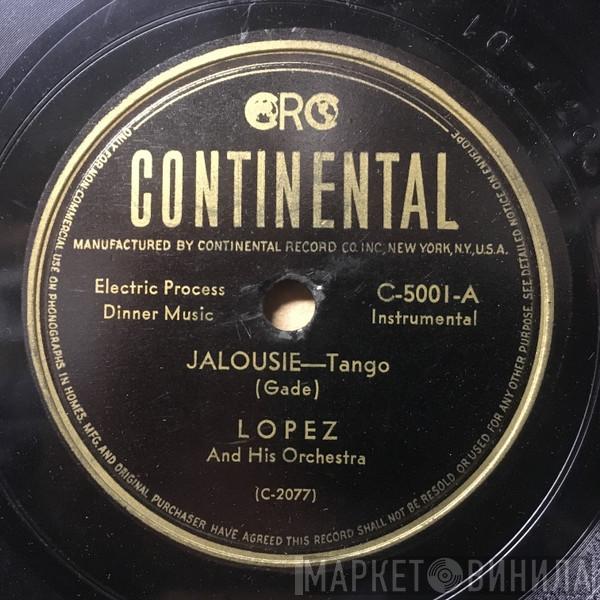 CRC
CONTINENTAL
MANUFACTURED BY CONTINENTAL RECORD CO. INC, NEW YORK, N.Y., U.S.A.
Electric Process
Dinner Music
C-5001-A
Instrumental
JALOUSIE—Tango
(Gade)
LOPEZ
And His Orchestra
(C-2077)
ONLY FOR NON-COMMERCIAL USE ON PHONOGRAPHS IN HOMES. MFG. AND ORIGINAL PURCHASER HAVE AGREED THIS RECORD SHALL NOT BE RESOLD OR USED FOR ANY OTHER PURPOSE. SEE DETAILED NOTICE ON ENVELOPE
МАРКЕТ ВИНИЛА